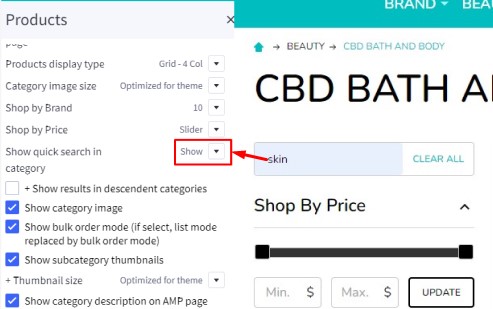 Products
×
BRAND
BEAU
page
Products display type Grid - 4 Col
Category image size Optimized for theme
Shop by Brand 10
Shop by Price Slider
Show quick search in category Show
+ Show results in descendent categories
Show category image
Show bulk order mode (if select, list mode
replaced by bulk order mode)
Show subcategory thumbnails
+ Thumbnail size Optimized for theme
Show category description on AMP page
→ BEAUTY → CBD BATH AND BODY
CBD BATH A
skin CLEAR ALL
Shop By Price
Min. $ Max. $ UPDATE